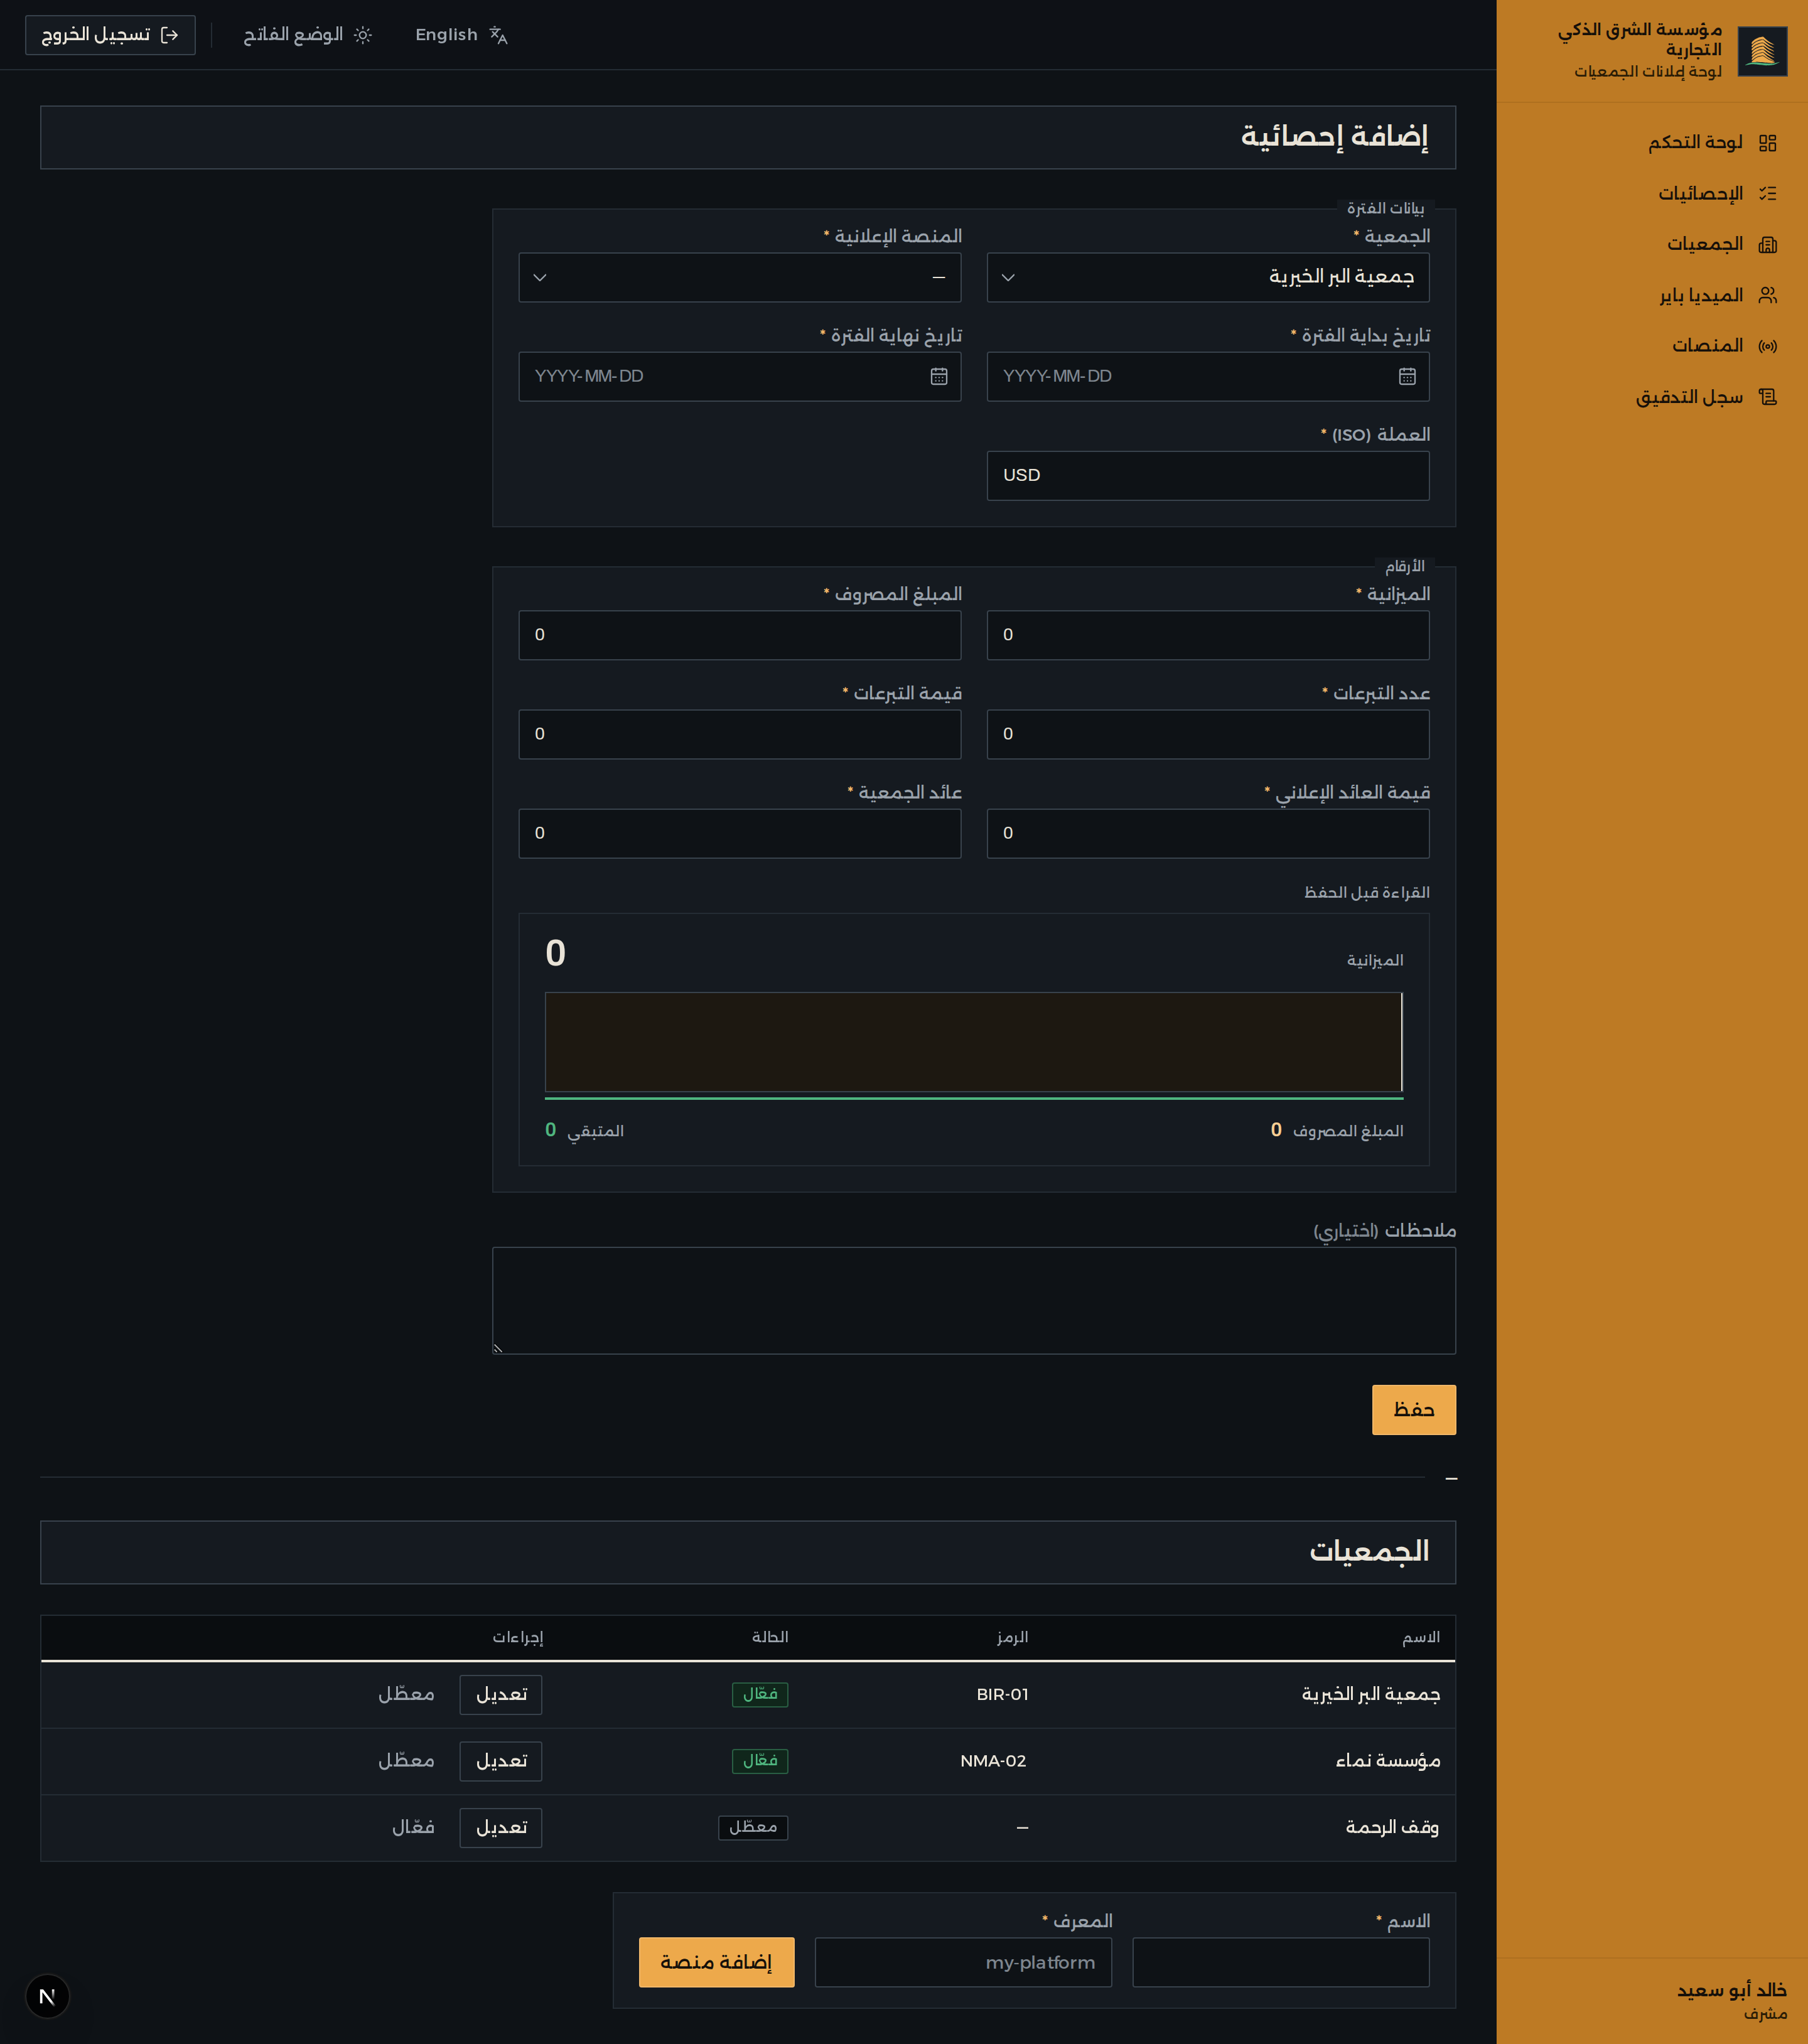 مؤسسة الشرق الذكي
التجارية
لوحة إعلانات الجمعيات
لوحة التحكم
الإحصائيات
الجمعيات
الميديا باير
المنصات
سجل التدقيق
خالد أبو سعيد
مشرف
English
الوضع الفاتح
تسجيل الخروج
إضافة إحصائية
بيانات الفترة
الجمعية *
المنصة الإعلانية *
جمعية البر الخيرية
—
تاريخ بداية الفترة *
تاريخ نهاية الفترة *
YYYY-MM-DD
YYYY-MM-DD
العملة (ISO) *
USD
الأرقام
الميزانية *
المبلغ المصروف *
0
0
عدد التبرعات *
قيمة التبرعات *
0
0
قيمة العائد الإعلاني *
عائد الجمعية *
0
0
القراءة قبل الحفظ
الميزانية 0
المبلغ المصروف 0
المتبقي 0
ملاحظات (اختياري)
حفظ
—
الجمعيات
الاسم الرمز الحالة إجراءات
جمعية البر الخيرية BIR-01 فعّال تعديل معطّل
مؤسسة نماء NMA-02 فعّال تعديل معطّل
وقف الرحمة — معطّل تعديل فعّال
الاسم *
المعرف *
my-platform
إضافة منصة
N